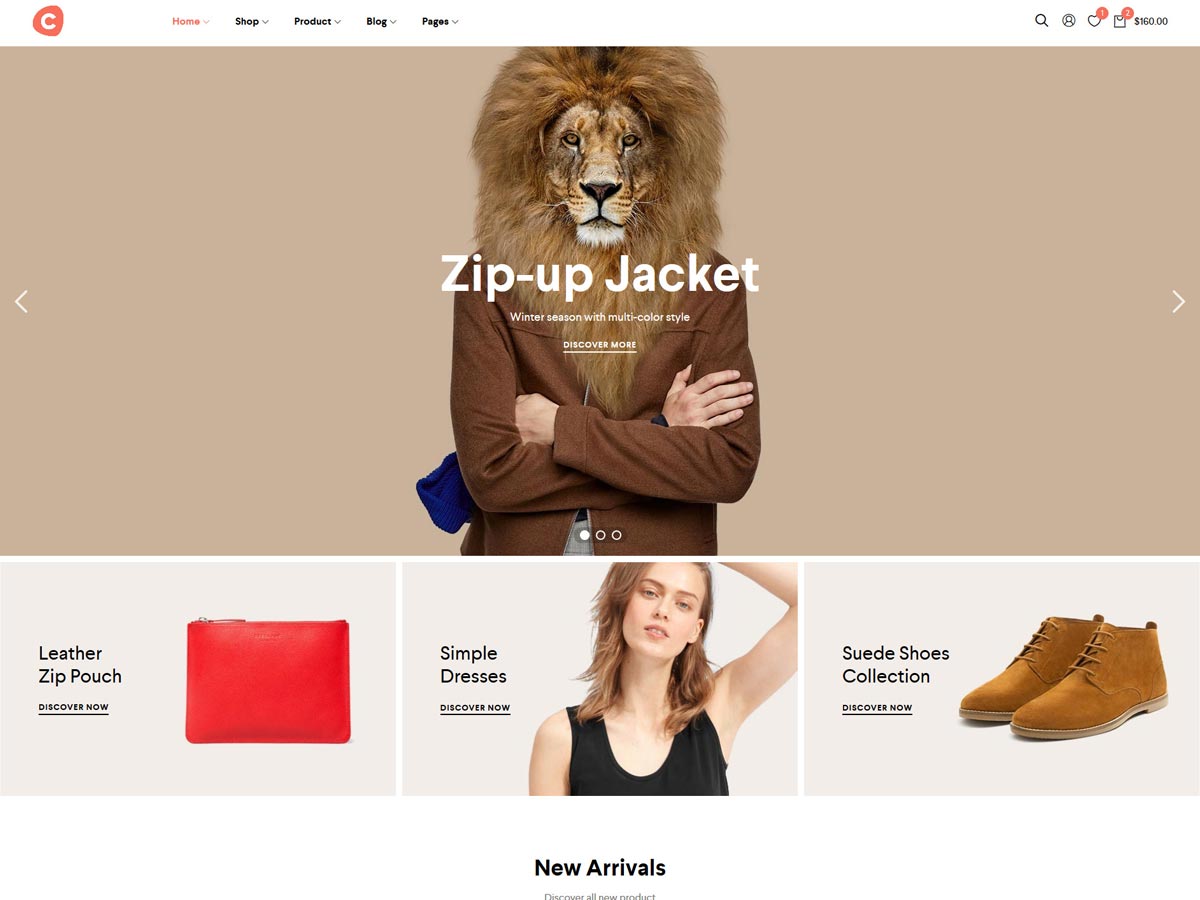 C
Home Shop Product Blog Pages 1 2 $160.00
Zip-up Jacket
Winter season with multi-color style
DISCOVER MORE
Leather
Zip Pouch
DISCOVER NOW
Simple
Dresses
DISCOVER NOW
Suede Shoes
Collection
DISCOVER NOW
New Arrivals
Discover all new product